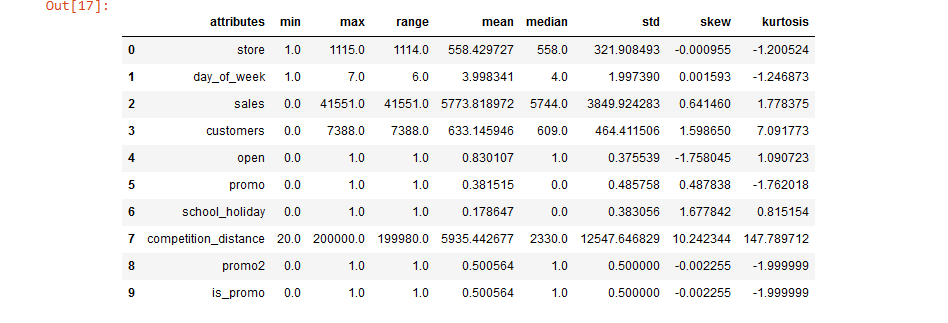 Out[17]:
attributes min max range mean median std skew kurtosis
0 store 1.0 1115.0 1114.0 558.429727 558.0 321.908493 -0.000955 -1.200524
1 day_of_week 1.0 7.0 6.0 3.998341 4.0 1.997390 0.001593 -1.246873
2 sales 0.0 41551.0 41551.0 5773.818972 5744.0 3849.924283 0.641460 1.778375
3 customers 0.0 7388.0 7388.0 633.145946 609.0 464.411506 1.598650 7.091773
4 open 0.0 1.0 1.0 0.830107 1.0 0.375539 -1.758045 1.090723
5 promo 0.0 1.0 1.0 0.381515 0.0 0.485758 0.487838 -1.762018
6 school_holiday 0.0 1.0 1.0 0.178647 0.0 0.383056 1.677842 0.815154
7 competition_distance 20.0 200000.0 199980.0 5935.442677 2330.0 12547.646829 10.242344 147.789712
8 promo2 0.0 1.0 1.0 0.500564 1.0 0.500000 -0.002255 -1.999999
9 is_promo 0.0 1.0 1.0 0.500564 1.0 0.500000 -0.002255 -1.999999